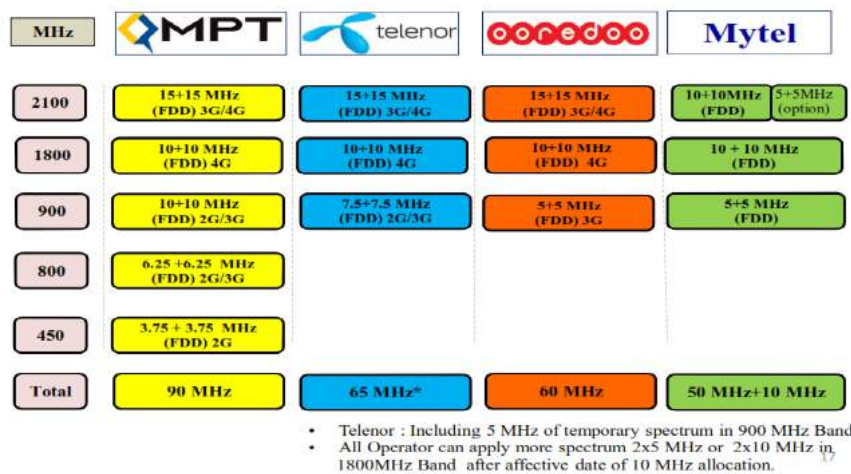 MHz MPT telenor ooredoo Mytel
2100
15+15 MHz
(FDD) 3G/4G
15+15 MHz
(FDD) 3G/4G
15+15 MHz
(FDD) 3G/4G
10+10MHz
(FDD)
5+5MHz
(option)
1800
10+10 MHz
(FDD) 4G
10+10 MHz
(FDD) 4G
10+10 MHz
(FDD) 4G
10 + 10 MHz
(FDD)
900
10+10 MHz
(FDD) 2G/3G
7.5+7.5 MHz
(FDD) 2G/3G
5+5 MHz
(FDD) 3G
5+5 MHz
(FDD)
800
6.25 +6.25 MHz
(FDD) 2G/3G
450
3.75 + 3.75 MHz
(FDD) 2G
Total 90 MHz 65 MHz* 60 MHz 50 MHz+10 MHz
• Telenor : Including 5 MHz of temporary spectrum in 900 MHz Band
• All Operator can apply more spectrum 2x5 MHz or 2x10 MHz in
1800MHz Band after affective date of 10 MHz allocation.
17